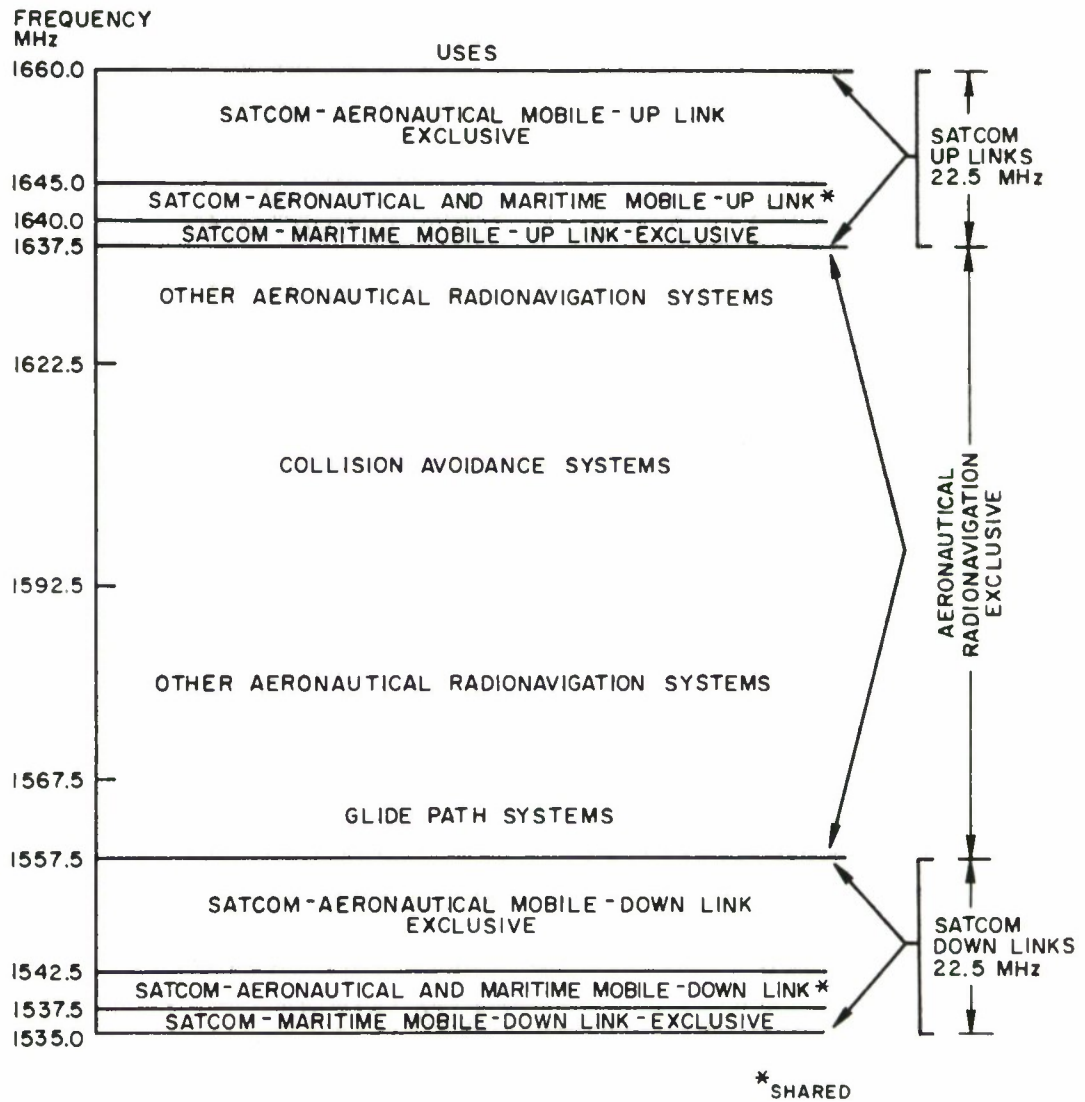 FREQUENCY
MHz
USES
1660.0
SATCOM-AERONAUTICAL MOBILE-UP LINK
EXCLUSIVE
SATCOM
UP LINKS
22.5 MHz
1645.0
SATCOM-AERONAUTICAL AND MARITIME MOBILE-UP LINK*
1640.0
SATCOM-MARITIME MOBILE-UP LINK-EXCLUSIVE
1637.5
OTHER AERONAUTICAL RADIONAVIGATION SYSTEMS
1622.5
COLLISION AVOIDANCE SYSTEMS
AERONAUTICAL
RADIONAVIGATION
EXCLUSIVE
1592.5
OTHER AERONAUTICAL RADIONAVIGATION SYSTEMS
1567.5
GLIDE PATH SYSTEMS
1557.5
SATCOM-AERONAUTICAL MOBILE-DOWN LINK
EXCLUSIVE
SATCOM
DOWN LINKS
22.5 MHz
1542.5
SATCOM-AERONAUTICAL AND MARITIME MOBILE-DOWN LINK*
1537.5
SATCOM-MARITIME MOBILE-DOWN LINK-EXCLUSIVE
1535.0
*SHARED